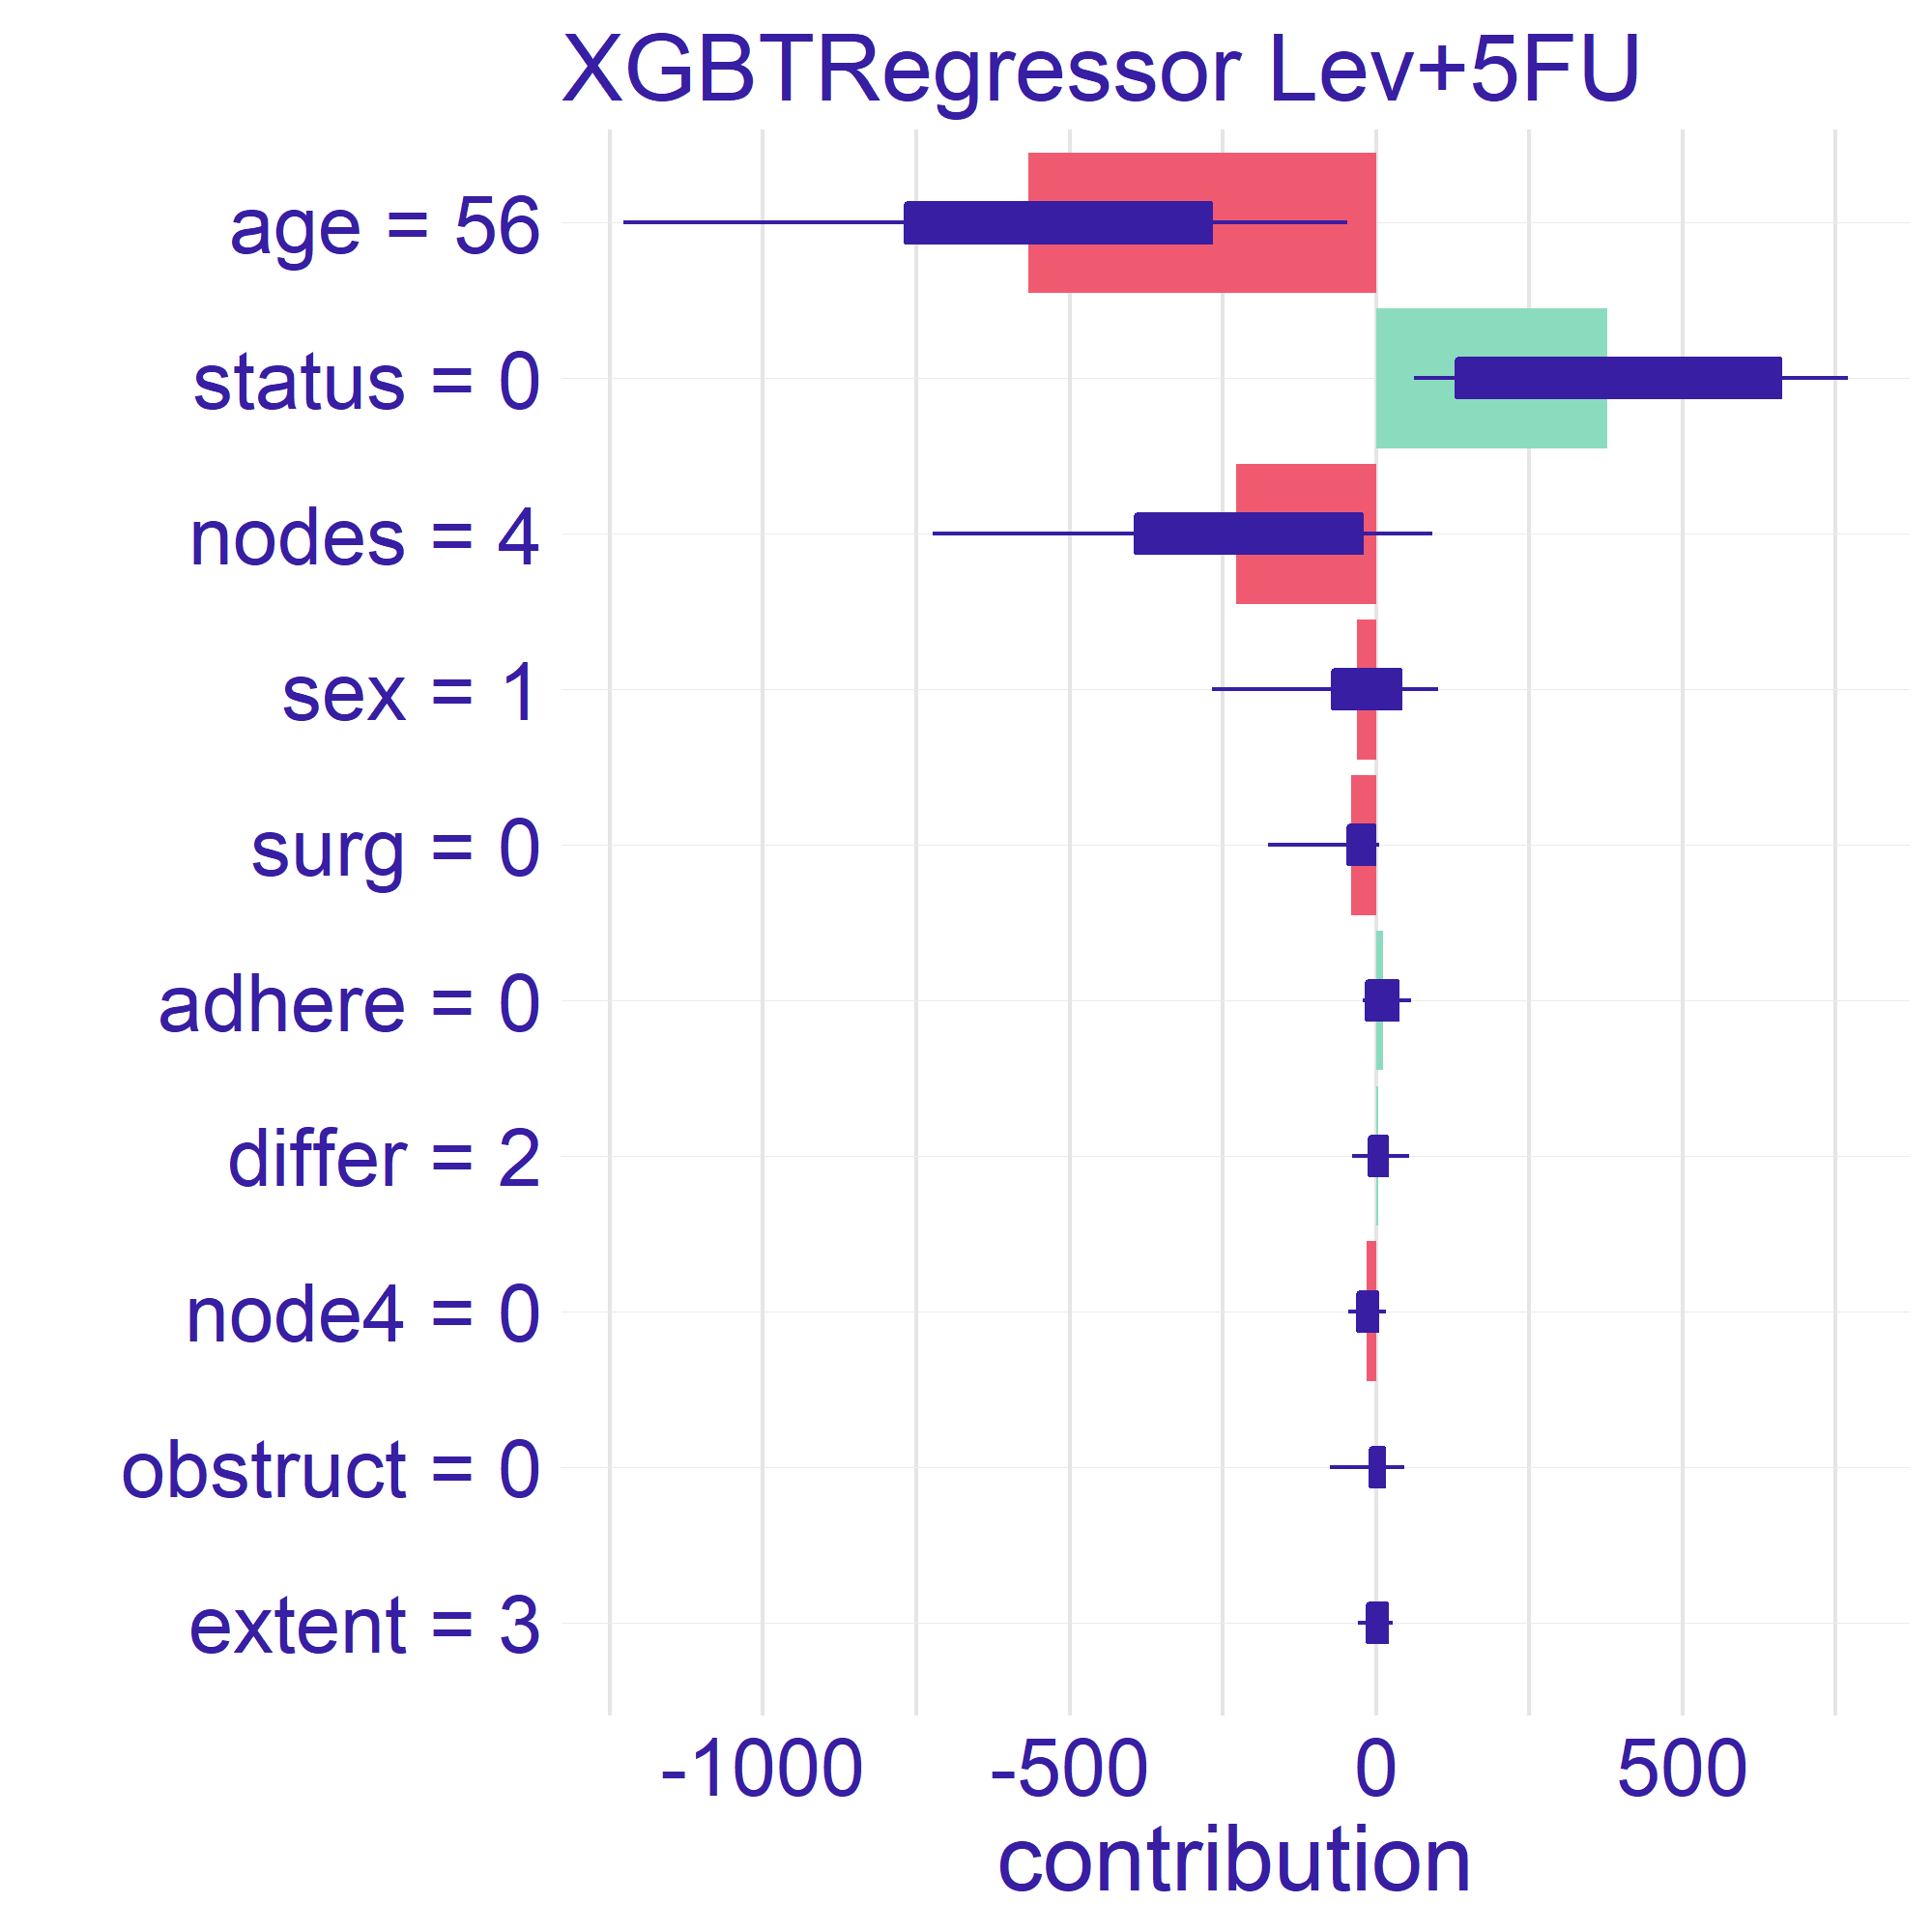 XGBTRegressor Lev+5FU
age = 56
status = 0
nodes = 4
sex = 1
surg = 0
adhere = 0
differ = 2
node4 = 0
obstruct = 0
extent = 3
-1000 -500 0 500
contribution